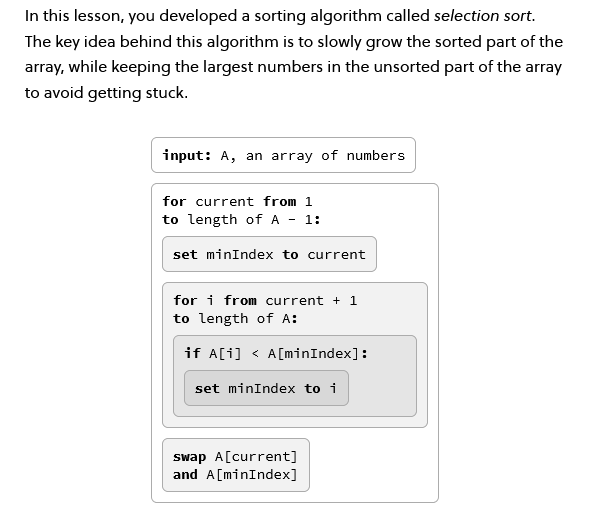 In this lesson, you developed a sorting algorithm called selection sort.
The key idea behind this algorithm is to slowly grow the sorted part of the
array, while keeping the largest numbers in the unsorted part of the array
to avoid getting stuck.
input: A, an array of numbers
for current from 1
to length of A - 1:
set minIndex to current
for i from current + 1
to length of A:
if A[i] < A[minIndex]:
set minIndex to i
swap A[current]
and A[minIndex]